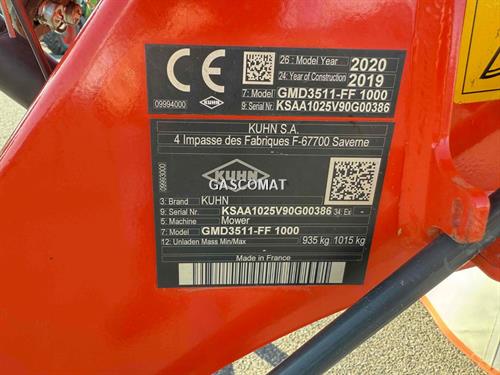 CE
26: Model Year 2020
24: Year of Construction 2019
7: Model GMD3511-FF 1000
9: Serial Nr. KSAA1025V90G00386
09994000
KUHN
KUHN S.A.
4 Impasse des Fabriques F-67700 Saverne
09993000
KUHN
GASCOMAT
3: Brand KUHN
9: Serial Nr. KSAA1025V90G00386 34: Ex -
5: Machine Mower
7: Model GMD3511-FF 1000
12: Unladen Mass Min/Max 935 kg 1015 kg
Made in France